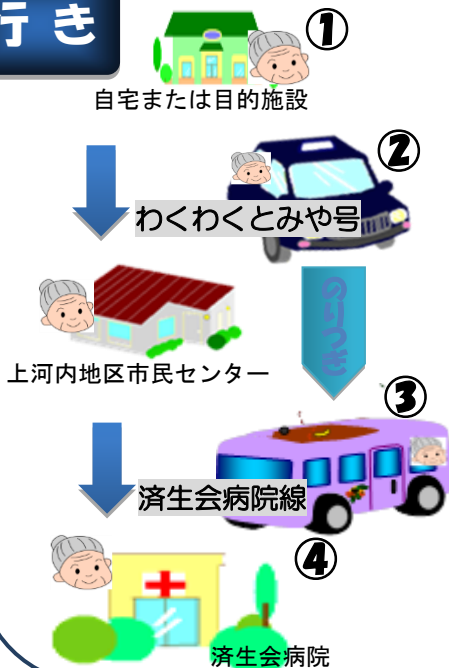 行き
①
自宅または目的施設
②
わくわくとみや号
のりつぎ
上河内地区市民センター
③
済生会病院線
④
済生会病院